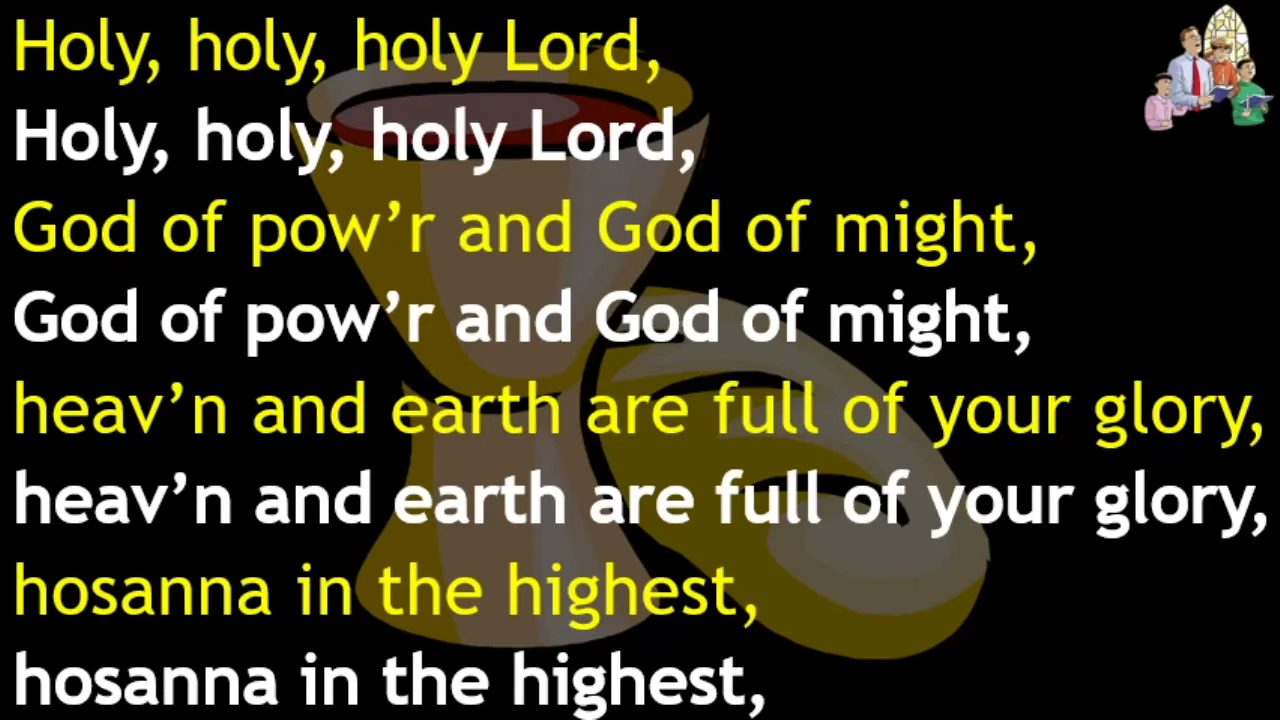 Holy, holy, holy Lord,
Holy, holy, holy Lord,
God of pow’r and God of might,
God of pow’r and God of might,
heav’n and earth are full of your glory,
heav’n and earth are full of your glory,
hosanna in the highest,
hosanna in the highest,